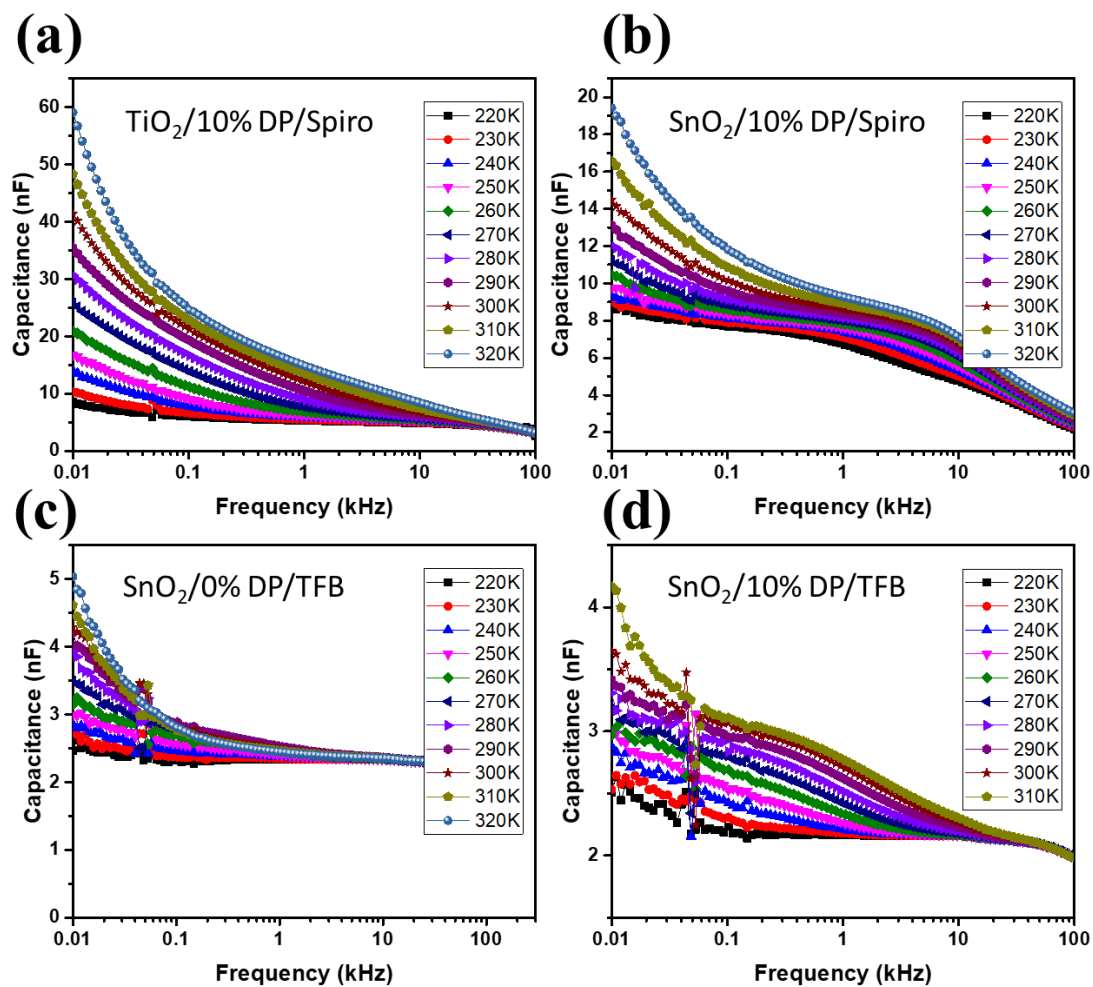 (a)
TiO2/10% DP/Spiro
220K
230K
240K
250K
260K
270K
280K
290K
300K
310K
320K
60
50
40
30
20
10
0
Capacitance (nF)
0.01
0.1
1
10
100
Frequency (kHz)
(b)
SnO2/10% DP/Spiro
220K
230K
240K
250K
260K
270K
280K
290K
300K
310K
320K
20
18
16
14
12
10
8
6
4
2
Capacitance (nF)
0.01
0.1
1
10
100
Frequency (kHz)
(c)
SnO2/0% DP/TFB
220K
230K
240K
250K
260K
270K
280K
290K
300K
310K
320K
5
4
3
2
1
0
Capacitance (nF)
0.01
0.1
1
10
100
Frequency (kHz)
(d)
SnO2/10% DP/TFB
220K
230K
240K
250K
260K
270K
280K
290K
300K
310K
4
3
2
Capacitance (nF)
0.01
0.1
1
10
100
Frequency (kHz)